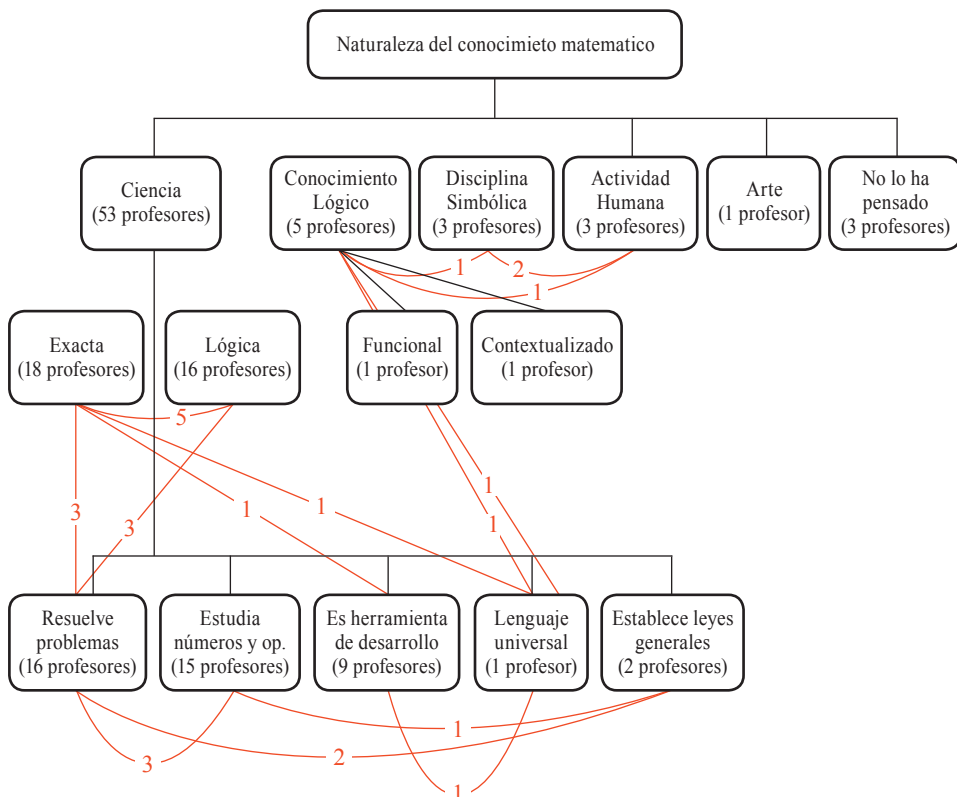 Naturaleza del conocimieto matematico
Ciencia
(53 profesores)
Conocimiento
Lógico
(5 profesores)
Disciplina
Simbólica
(3 profesores)
Actividad
Humana
(3 profesores)
Arte
(1 profesor)
No lo ha
pensado
(3 profesores)
1
2
1
Exacta
(18 profesores)
Lógica
(16 profesores)
Funcional
(1 profesor)
Contextualizado
(1 profesor)
5
3
3
1
1
1
1
Resuelve
problemas
(16 profesores)
Estudia
números y op.
(15 profesores)
Es herramienta
de desarrollo
(9 profesores)
Lenguaje
universal
(1 profesor)
Establece leyes
generales
(2 profesores)
1
2
3
1